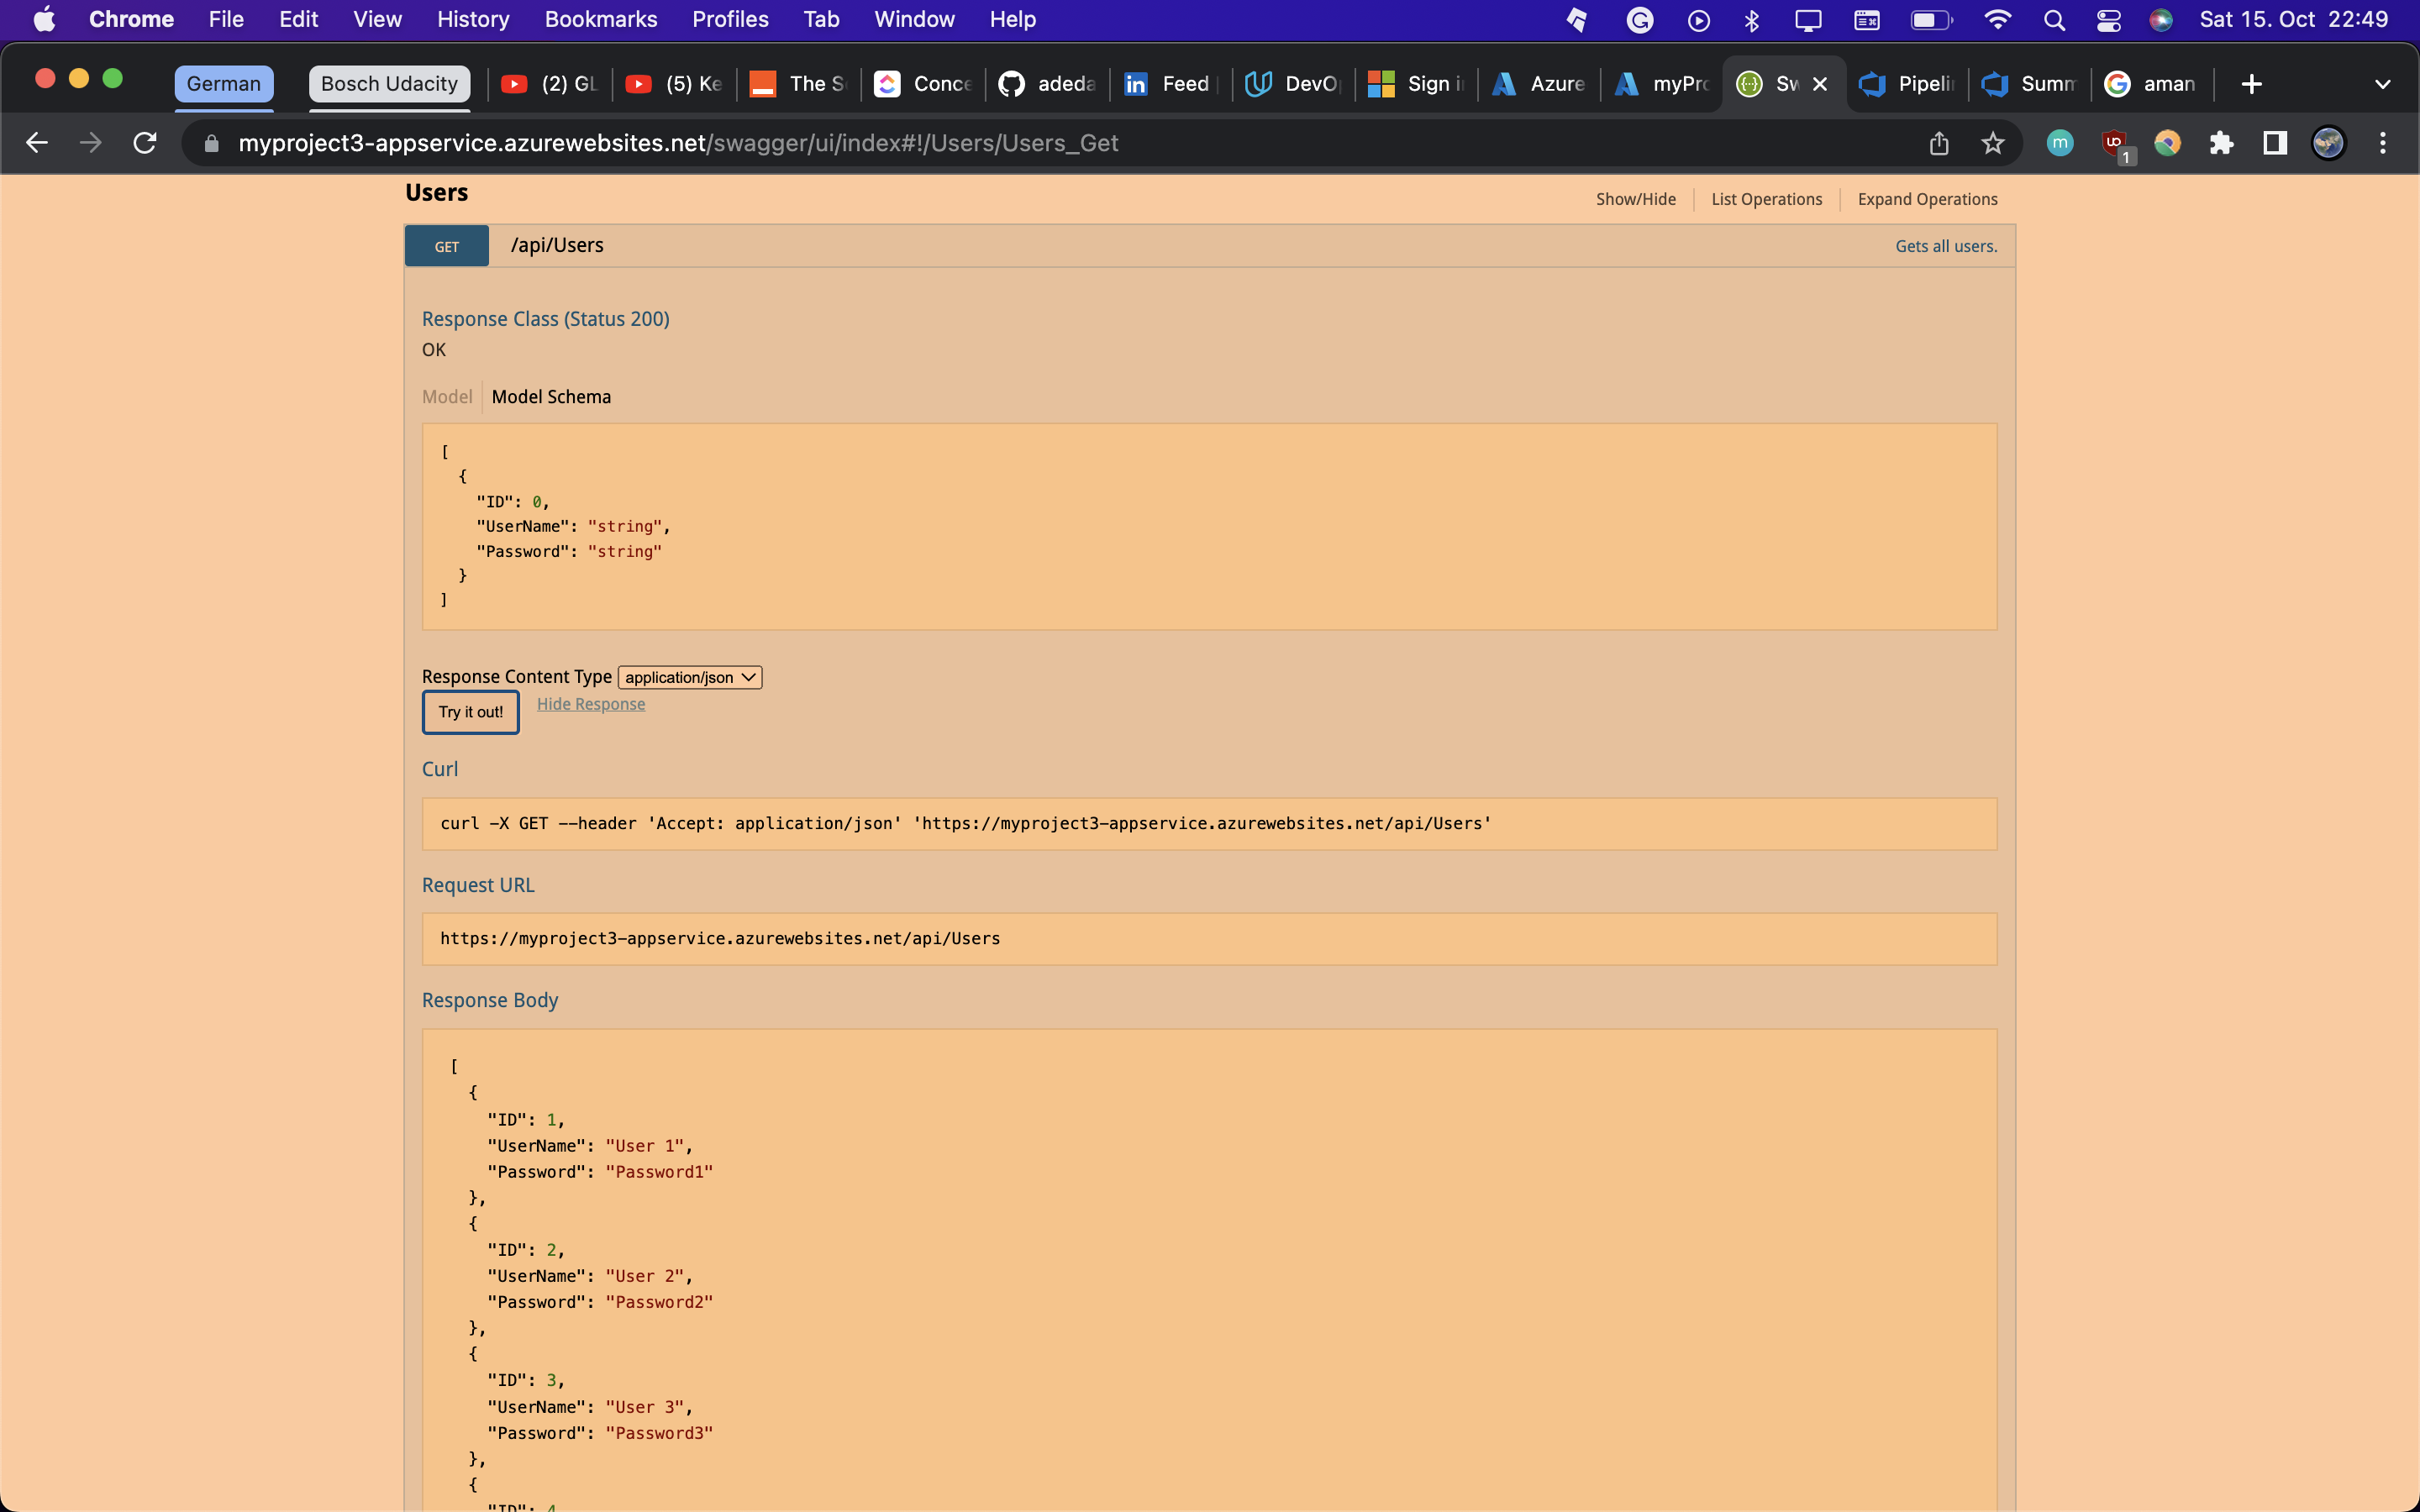 Chrome File Edit View History Bookmarks Profiles Tab Window Help Sat 15. Oct 22:49
German Bosch Udacity (2) GL (5) Ke The S Conce adeda Feed DevO Sign i Azure myPro Sw Pipeli Summ aman
myproject3-appservice.azurewebsites.net/swagger/ui/index#!/Users/Users_Get
m
1
Users
Show/Hide List Operations Expand Operations
GET /api/Users Gets all users.
Response Class (Status 200)
OK
Model Model Schema
[
{
"ID": 0,
"UserName": "string",
"Password": "string"
}
]
Response Content Type application/json
Try it out! Hide Response
Curl
curl -X GET --header 'Accept: application/json' 'https://myproject3-appservice.azurewebsites.net/api/Users'
Request URL
https://myproject3-appservice.azurewebsites.net/api/Users
Response Body
[
{
"ID": 1,
"UserName": "User 1",
"Password": "Password1"
},
{
"ID": 2,
"UserName": "User 2",
"Password": "Password2"
},
{
"ID": 3,
"UserName": "User 3",
"Password": "Password3"
},
{
"ID": 4